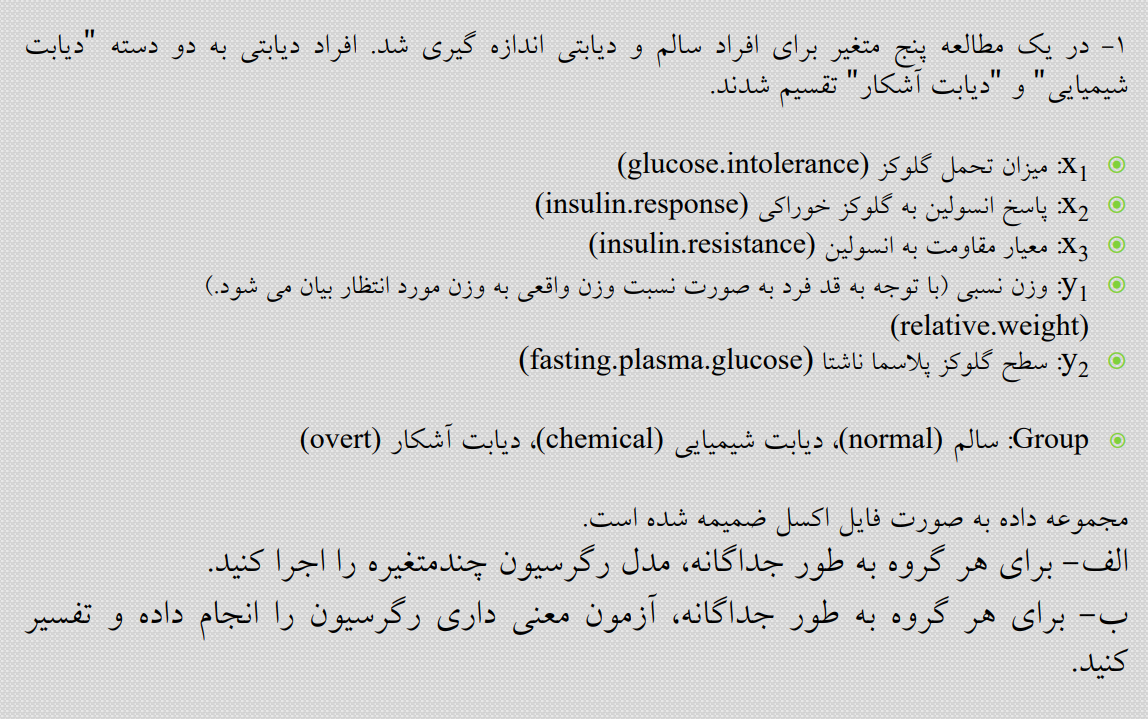 ۱- در یک مطالعه پنج متغیر برای افراد سالم و دیابتی اندازه گیری شد. افراد دیابتی به دو دسته "دیابت
شیمیایی" و "دیابت آشکار" تقسیم شدند.
x1: میزان تحمل گلوکز (glucose.intolerance)
x2: پاسخ انسولین به گلوکز خوراکی (insulin.response)
x3: معیار مقاومت به انسولین (insulin.resistance)
y1: وزن نسبی (با توجه به قد فرد به صورت نسبت وزن واقعی به وزن مورد انتظار بیان می شود.)
(relative.weight)
y2: سطح گلوکز پلاسما ناشتا (fasting.plasma.glucose)
Group: سالم (normal)، دیابت شیمیایی (chemical)، دیابت آشکار (overt)
مجموعه داده به صورت فایل اکسل ضمیمه شده است.
الف- برای هر گروه به طور جداگانه، مدل رگرسیون چندمتغیره را اجرا کنید.
ب- برای هر گروه به طور جداگانه، آزمون معنی داری رگرسیون را انجام داده و تفسیر
کنید.